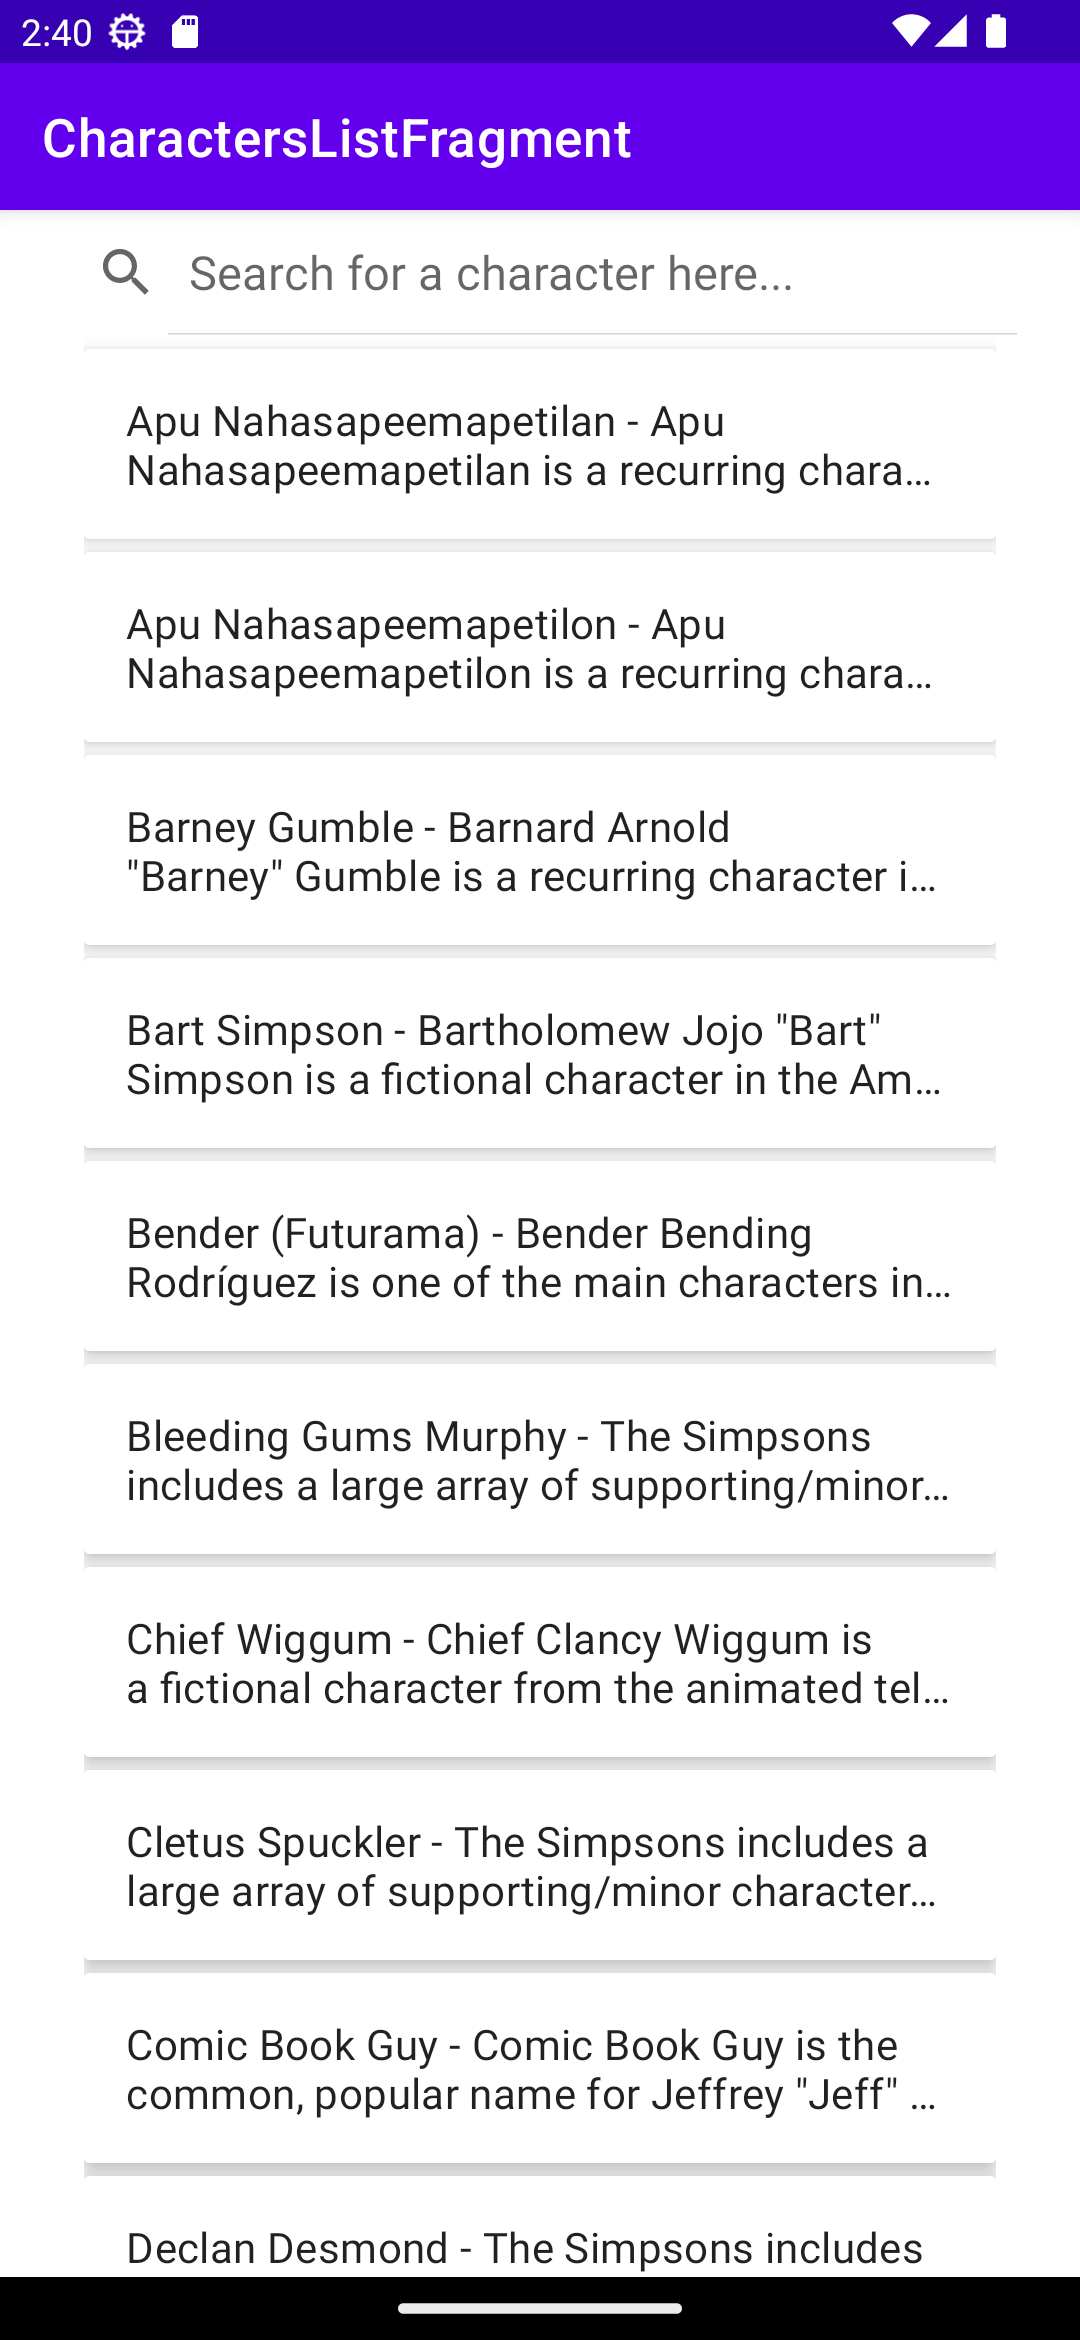 2:40
CharactersListFragment
Search for a character here...
Apu Nahasapeemapetilan - Apu
Nahasapeemapetilan is a recurring chara…
Apu Nahasapeemapetilon - Apu
Nahasapeemapetilon is a recurring chara…
Barney Gumble - Barnard Arnold
"Barney" Gumble is a recurring character i…
Bart Simpson - Bartholomew Jojo "Bart"
Simpson is a fictional character in the Am…
Bender (Futurama) - Bender Bending
Rodríguez is one of the main characters in…
Bleeding Gums Murphy - The Simpsons
includes a large array of supporting/minor…
Chief Wiggum - Chief Clancy Wiggum is
a fictional character from the animated tel…
Cletus Spuckler - The Simpsons includes a
large array of supporting/minor character…
Comic Book Guy - Comic Book Guy is the
common, popular name for Jeffrey "Jeff" …
Declan Desmond - The Simpsons includes